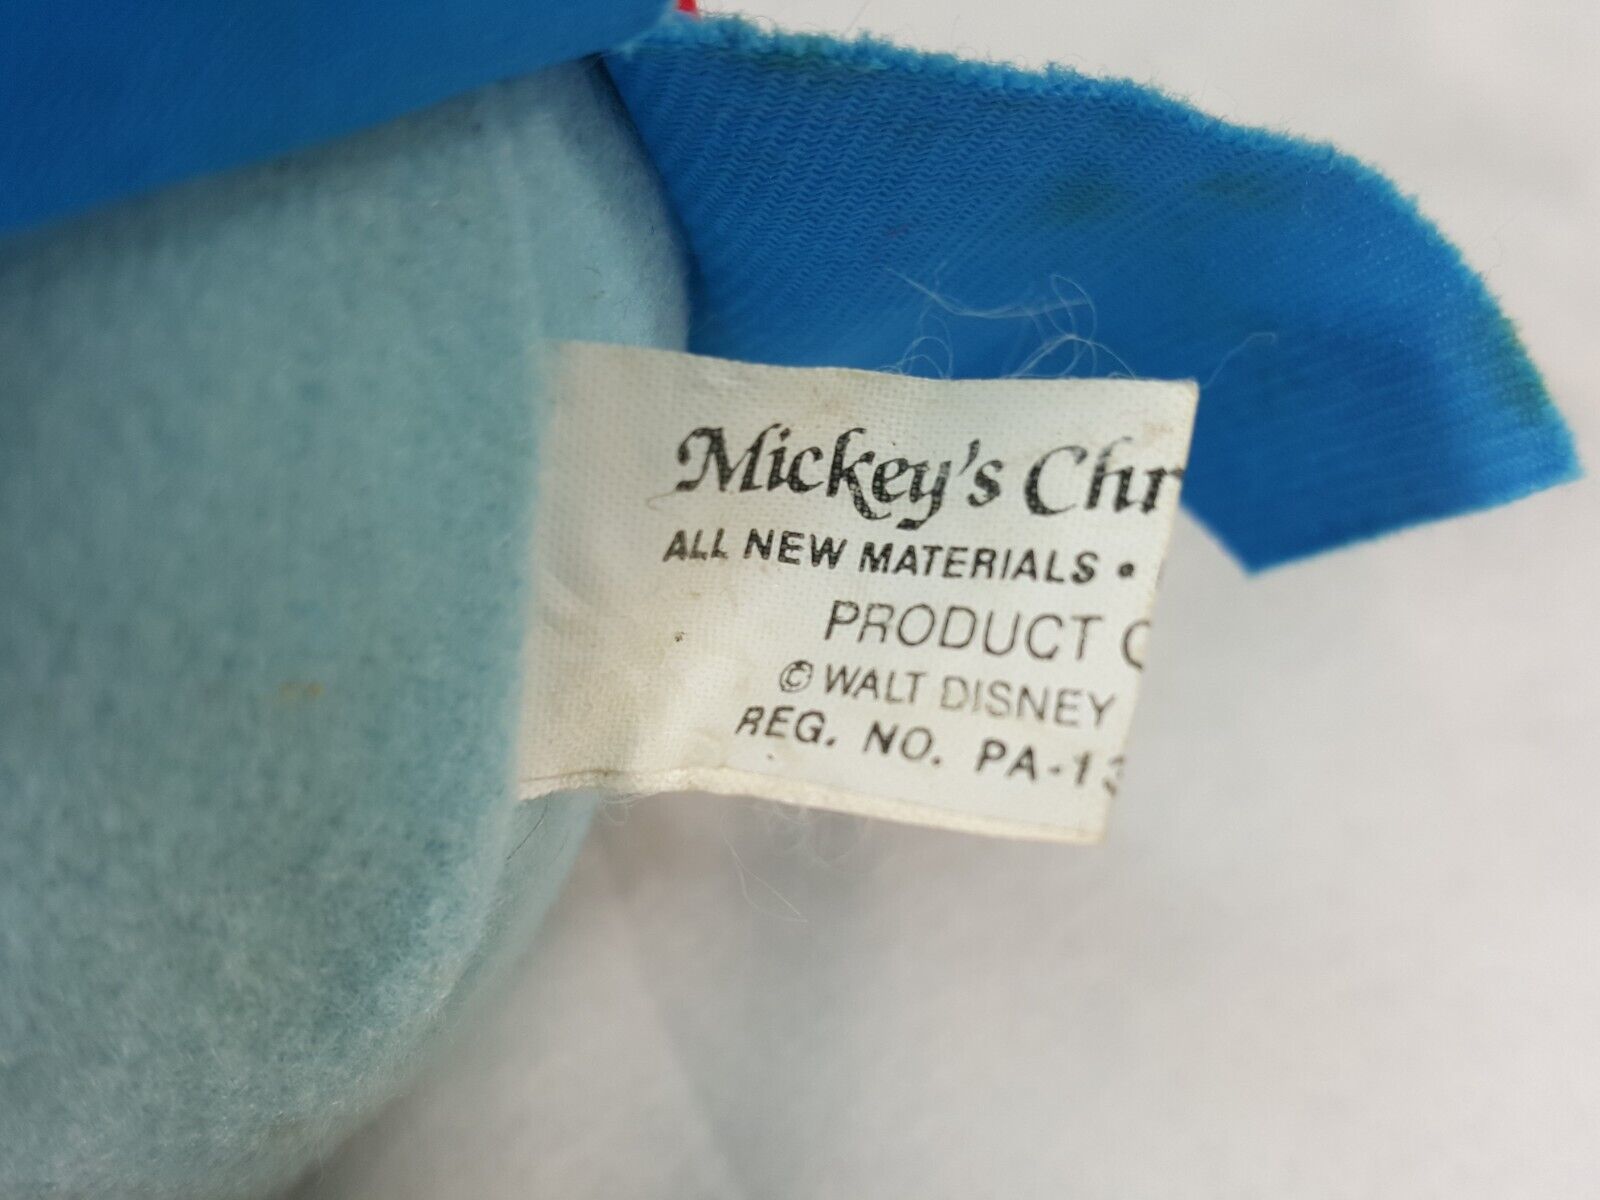 Mickey's Chr
ALL NEW MATERIALS •
PRODUCT
© WALT DISNEY
REG. NO. PA-13